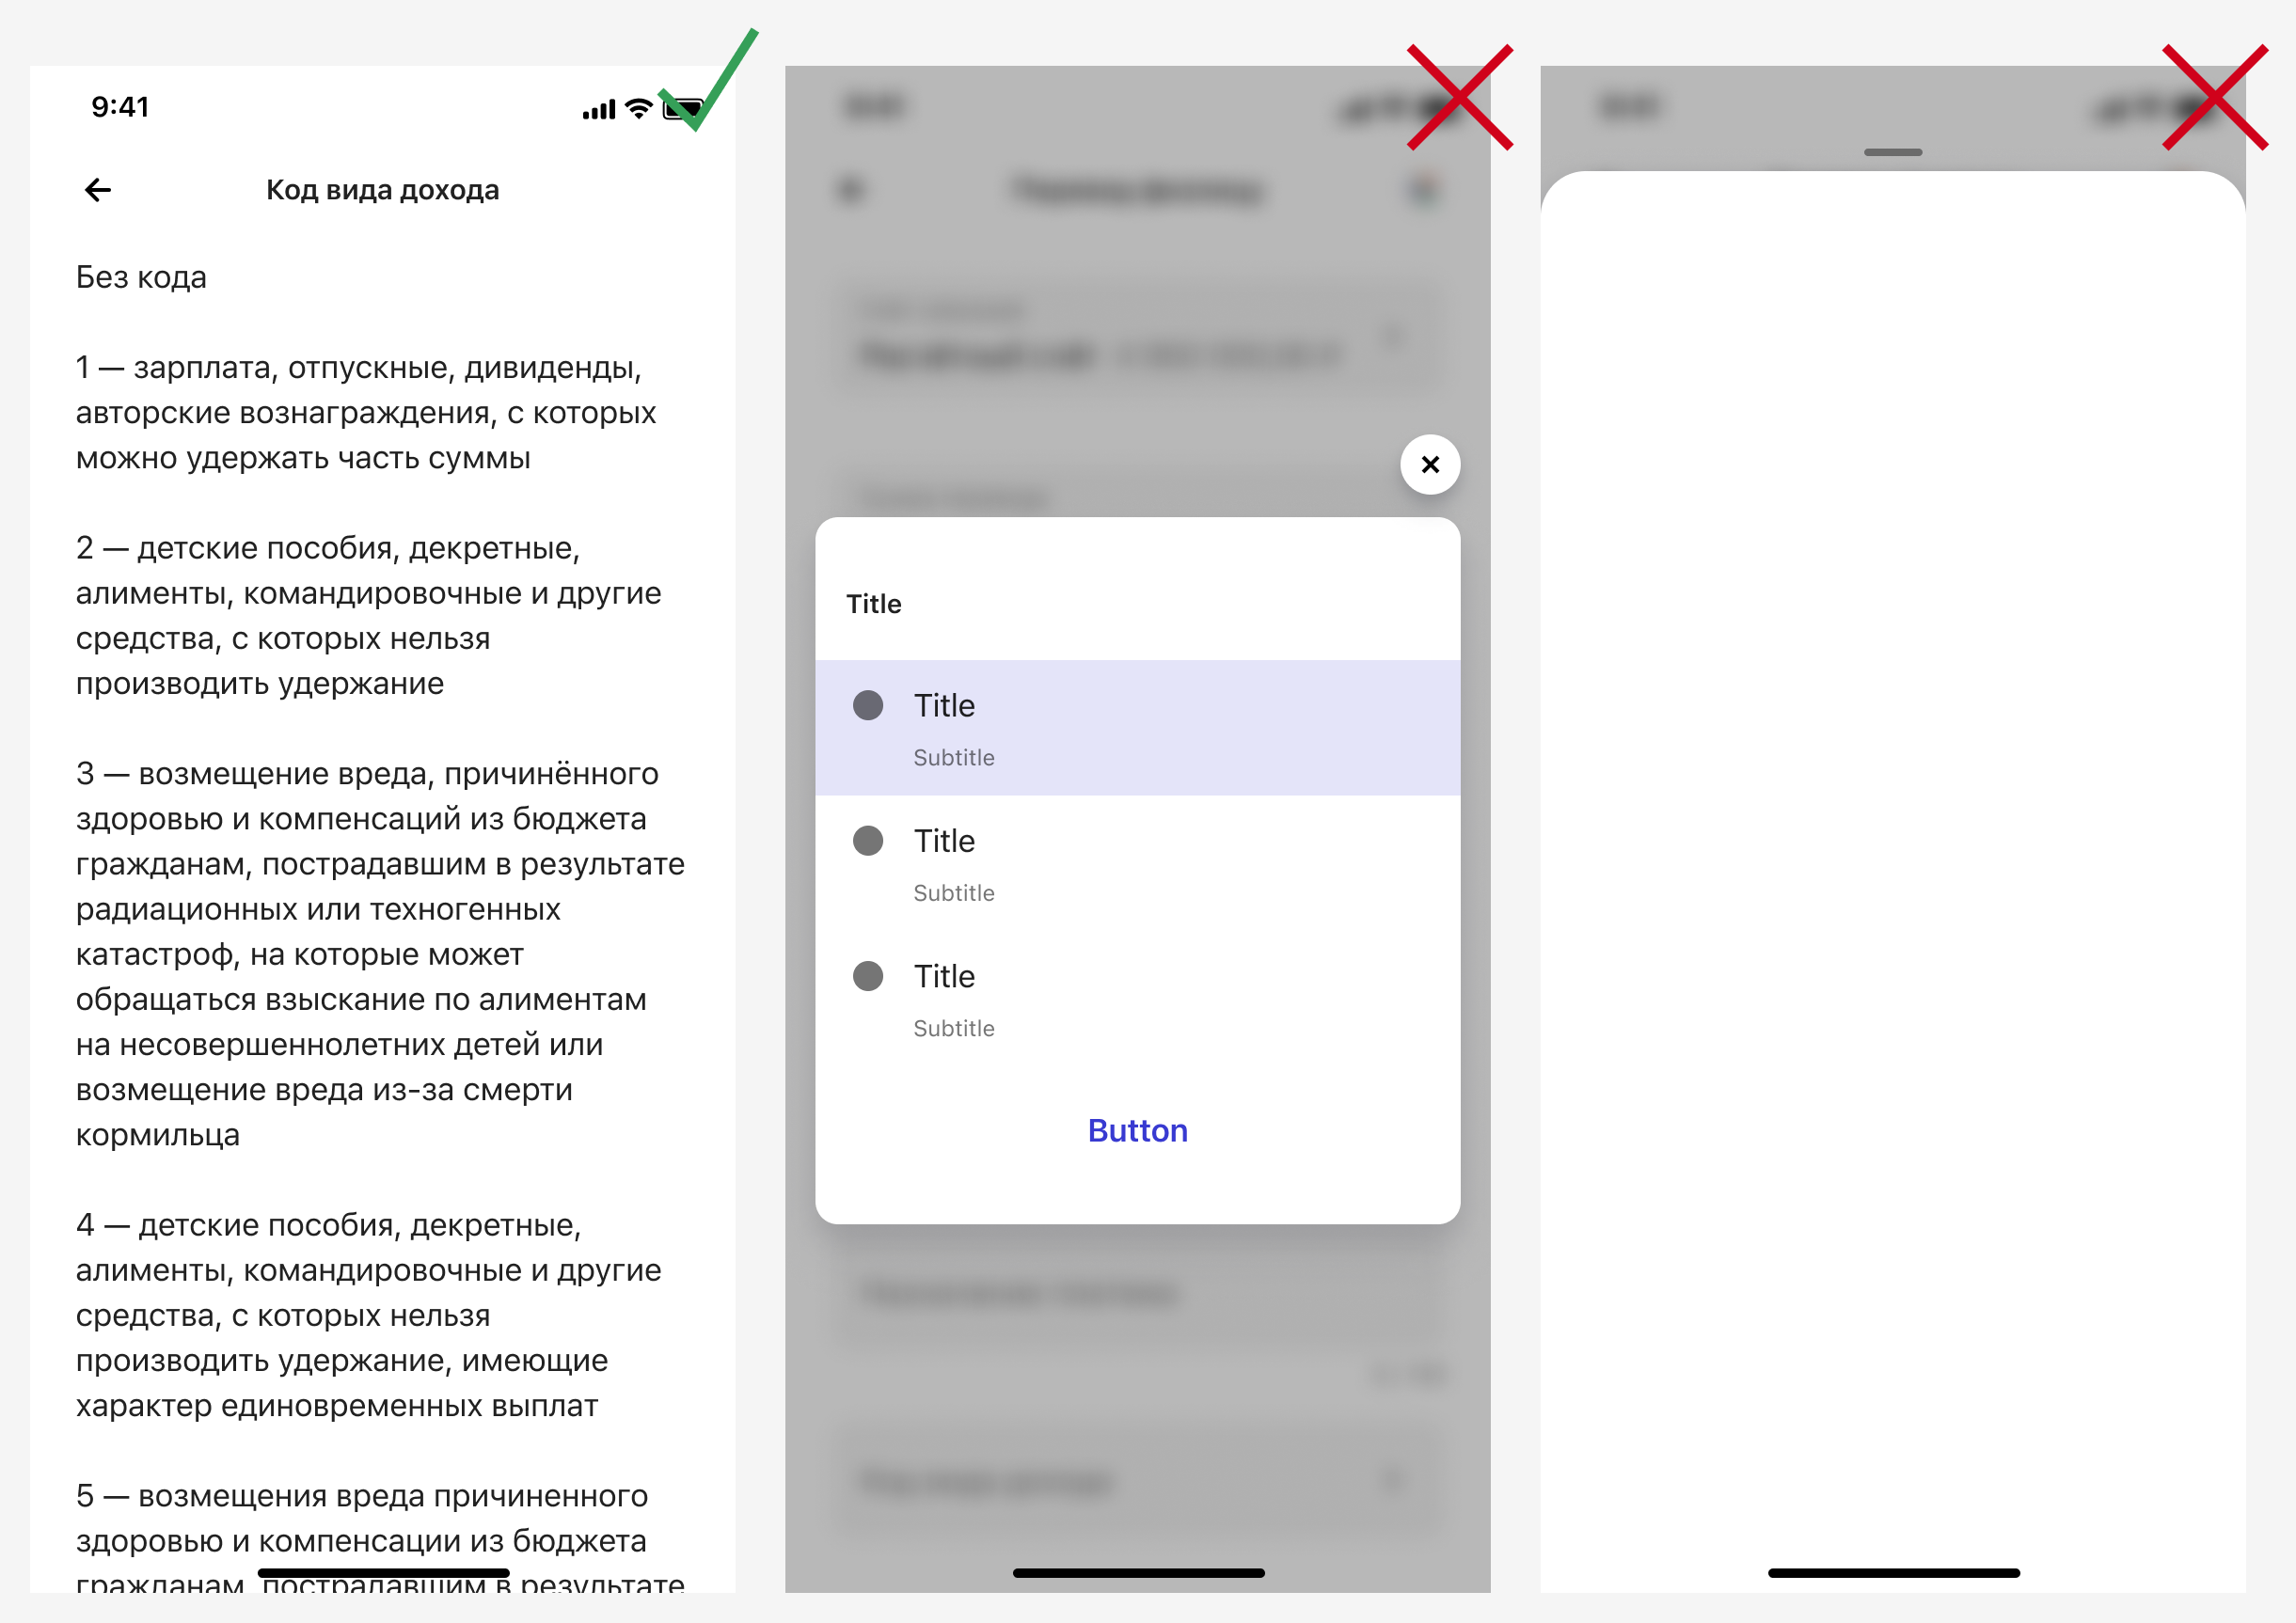 9:41
Код вида дохода
Без кода
1 — зарплата, отпускные, дивиденды,
авторские вознаграждения, с которых
можно удержать часть суммы
2 — детские пособия, декретные,
алименты, командировочные и другие
средства, с которых нельзя
производить удержание
3 — возмещение вреда, причинённого
здоровью и компенсаций из бюджета
гражданам, пострадавшим в результате
радиационных или техногенных
катастроф, на которые может
обращаться взыскание по алиментам
на несовершеннолетних детей или
возмещение вреда из-за смерти
кормильца
4 — детские пособия, декретные,
алименты, командировочные и другие
средства, с которых нельзя
производить удержание, имеющие
характер единовременных выплат
5 — возмещения вреда причиненного
здоровью и компенсации из бюджета
гражданам, пострадавшим в результате
Title
Title
Subtitle
Title
Subtitle
Title
Subtitle
Button